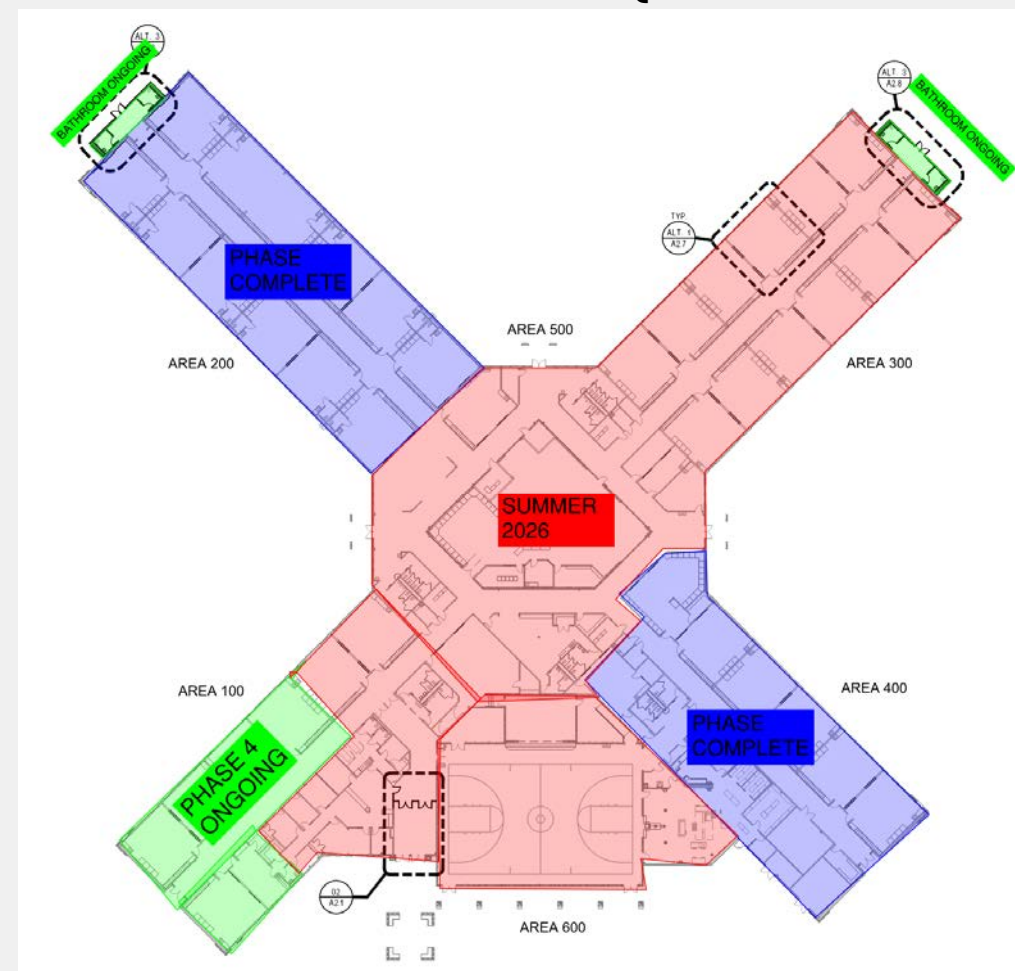 ALT. 3
BATHROOM ONGOING
ALT. 3
A2.8
BATHROOM ONGOING
TYP.
ALT. 1
A2.7
PHASE
COMPLETE
AREA 500
AREA 200
AREA 300
SUMMER
2026
AREA 100
AREA 400
PHASE 4
ONGOING
PHASE
COMPLETE
02
A2.1
AREA 600